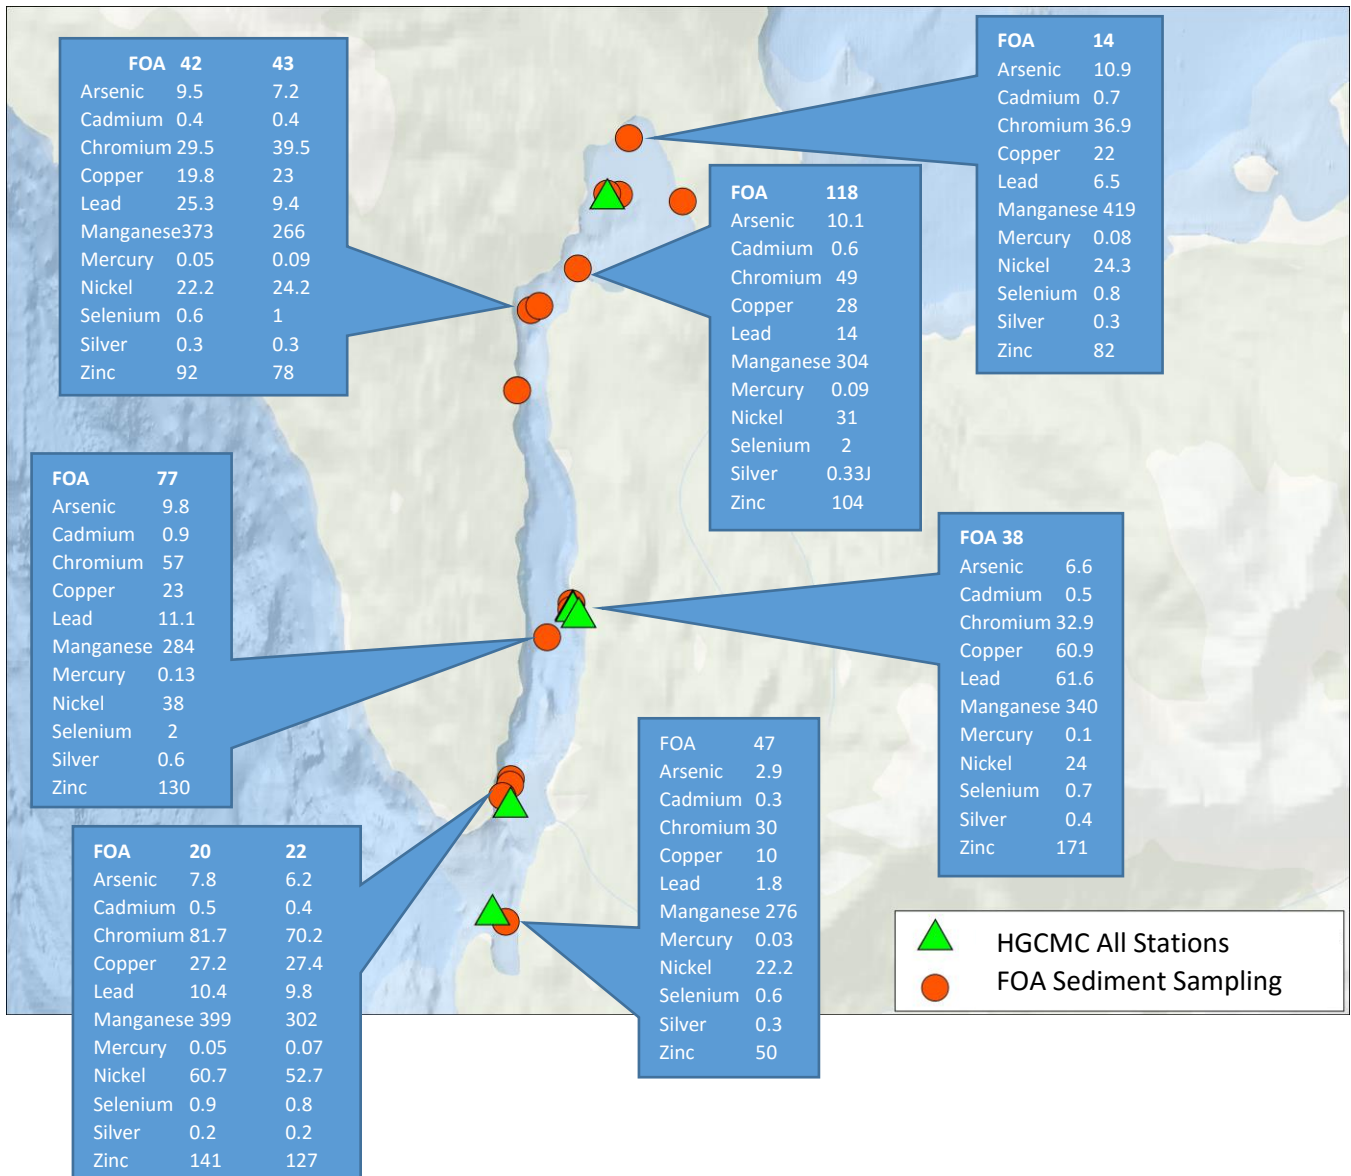 FOA 42 43
Arsenic 9.5 7.2
Cadmium 0.4 0.4
Chromium 29.5 39.5
Copper 19.8 23
Lead 25.3 9.4
Manganese373 266
Mercury 0.05 0.09
Nickel 22.2 24.2
Selenium 0.6 1
Silver 0.3 0.3
Zinc 92 78
FOA 14
Arsenic 10.9
Cadmium 0.7
Chromium 36.9
Copper 22
Lead 6.5
Manganese 419
Mercury 0.08
Nickel 24.3
Selenium 0.8
Silver 0.3
Zinc 82
FOA 118
Arsenic 10.1
Cadmium 0.6
Chromium 49
Copper 28
Lead 14
Manganese 304
Mercury 0.09
Nickel 31
Selenium 2
Silver 0.33J
Zinc 104
FOA 77
Arsenic 9.8
Cadmium 0.9
Chromium 57
Copper 23
Lead 11.1
Manganese 284
Mercury 0.13
Nickel 38
Selenium 2
Silver 0.6
Zinc 130
FOA 38
Arsenic 6.6
Cadmium 0.5
Chromium 32.9
Copper 60.9
Lead 61.6
Manganese 340
Mercury 0.1
Nickel 24
Selenium 0.7
Silver 0.4
Zinc 171
FOA 47
Arsenic 2.9
Cadmium 0.3
Chromium 30
Copper 10
Lead 1.8
Manganese 276
Mercury 0.03
Nickel 22.2
Selenium 0.6
Silver 0.3
Zinc 50
FOA 20 22
Arsenic 7.8 6.2
Cadmium 0.5 0.4
Chromium 81.7 70.2
Copper 27.2 27.4
Lead 10.4 9.8
Manganese 399 302
Mercury 0.05 0.07
Nickel 60.7 52.7
Selenium 0.9 0.8
Silver 0.2 0.2
Zinc 141 127
HGCMC All Stations
FOA Sediment Sampling